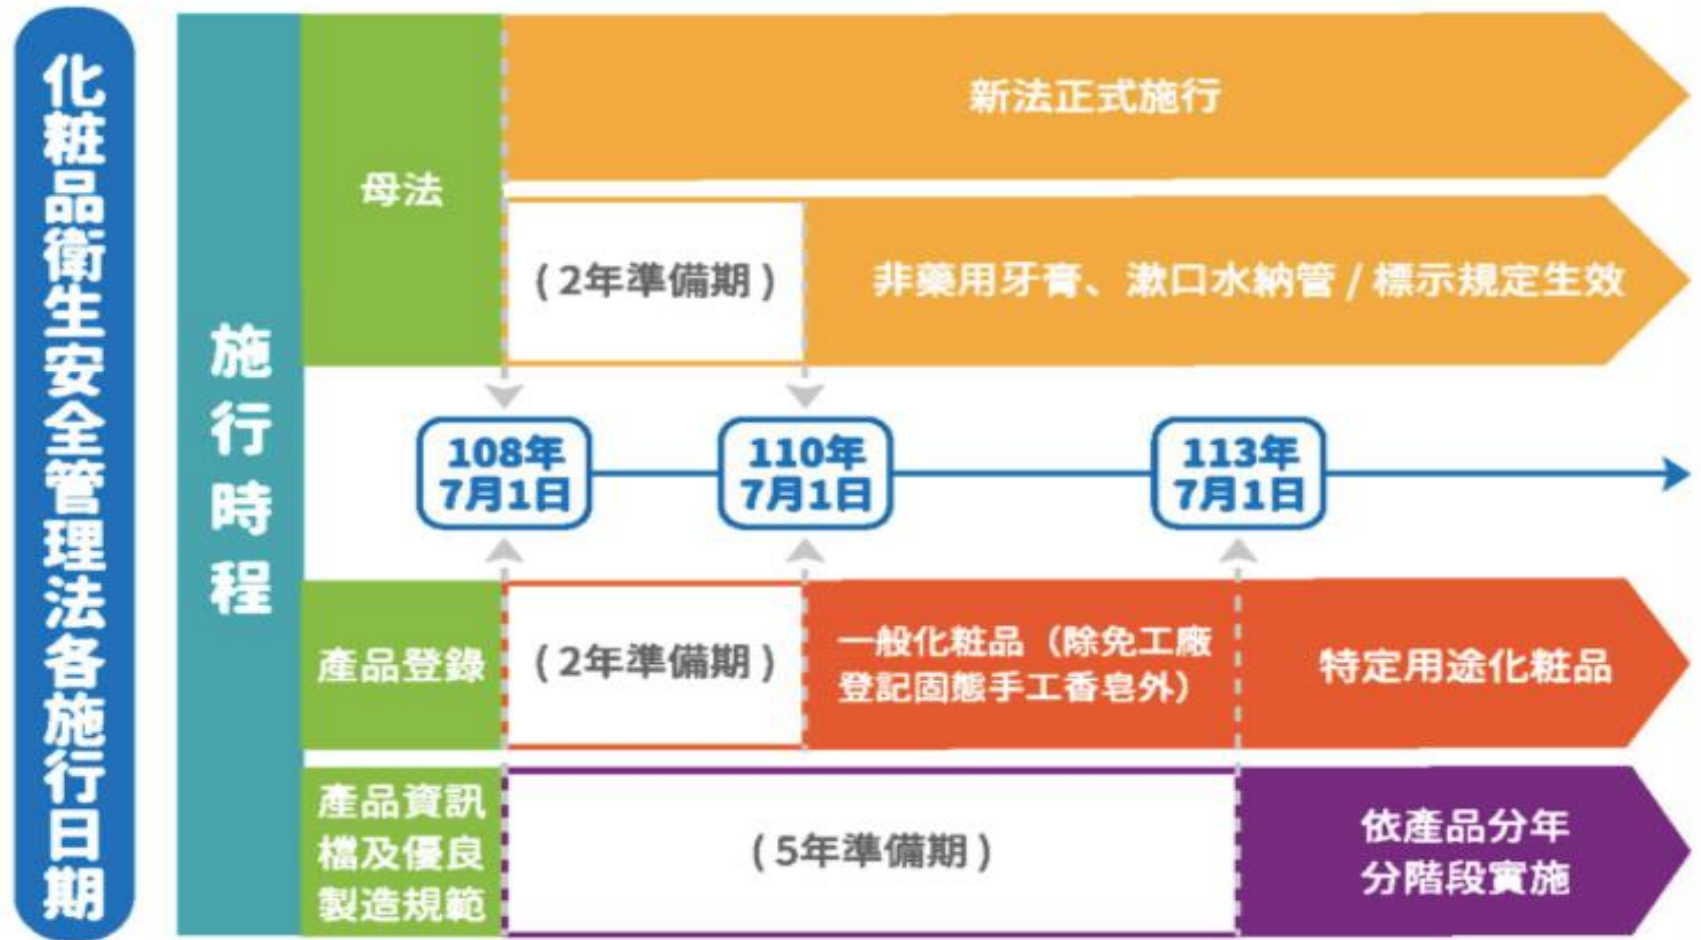 化粧品衛生安全管理法各施行日期
施行時程
母法
新法正式施行
(2年準備期)
非藥用牙膏、漱口水納管/標示規定生效
108年
7月1日
110年
7月1日
113年
7月1日
產品登錄
(2年準備期)
一般化粧品（除免工廠
登記固態手工香皂外）
特定用途化粧品
產品資訊
檔及優良
製造規範
(5年準備期)
依產品分年
分階段實施